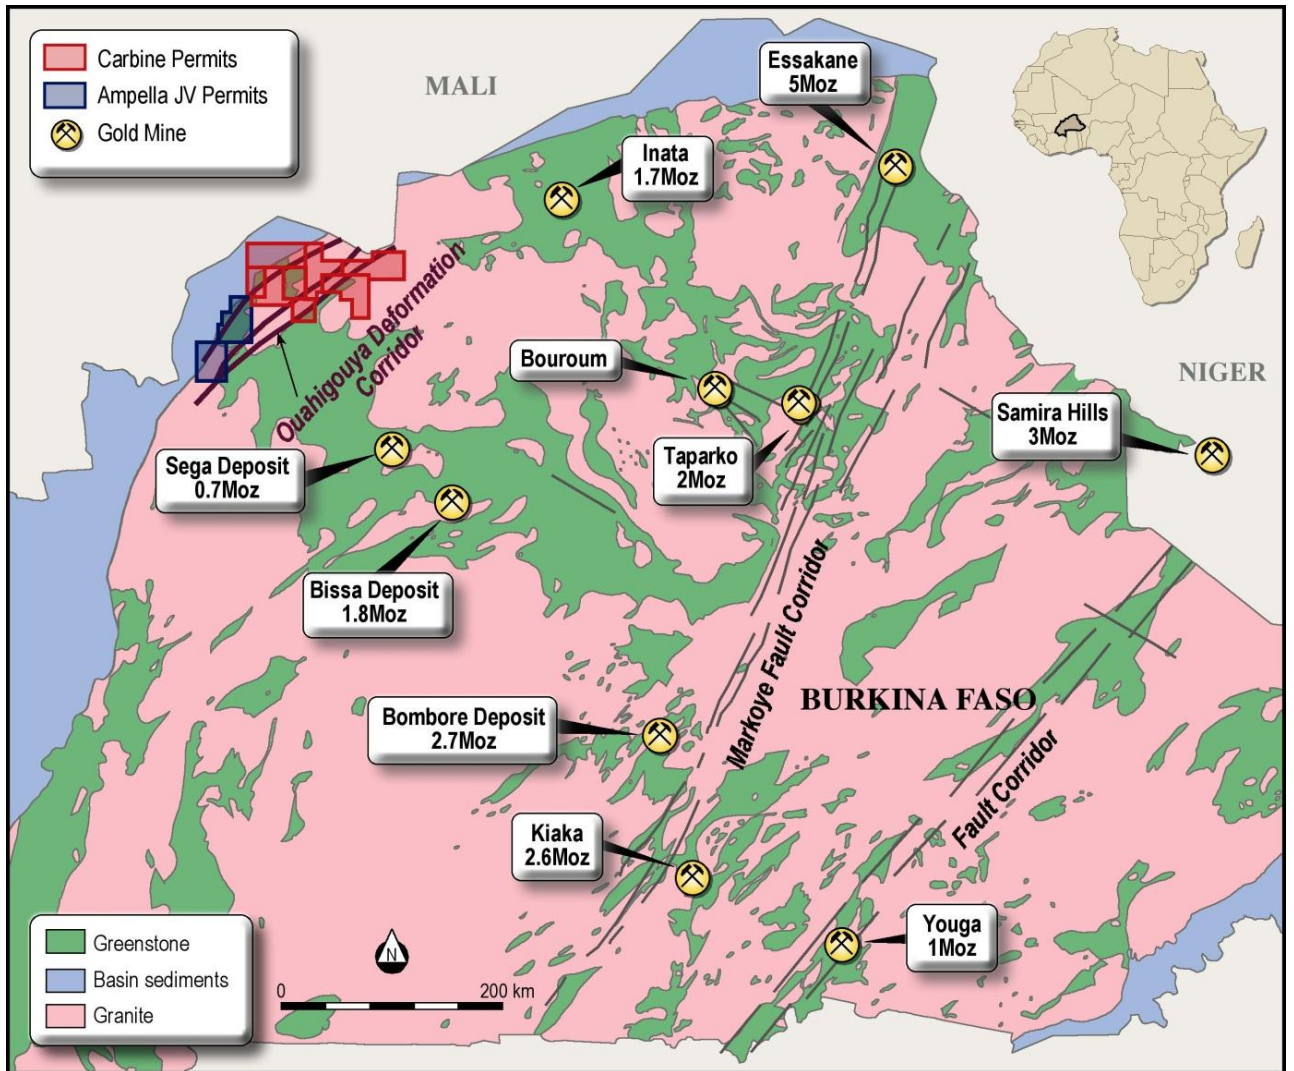 Carbine Permits
Ampella JV Permits
Gold Mine
MALI
Essakane
5Moz
Inata
1.7Moz
Ouahigouya Deformation
Corridor
NIGER
Bouroum
Samira Hills
3Moz
Taparko
2Moz
Sega Deposit
0.7Moz
Bissa Deposit
1.8Moz
Markoye Fault Corridor
BURKINA FASO
Bombore Deposit
2.7Moz
Fault Corridor
Kiaka
2.6Moz
Youga
1Moz
Greenstone
Basin sediments
Granite
N
0 200 km